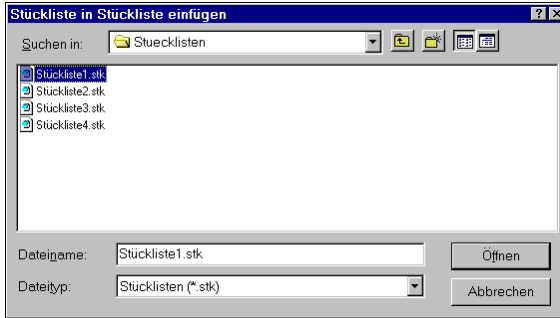 Stückliste in Stückliste einfügen
Suchen in: Stuecklisten
Stückliste1.stk
Stückliste2.stk
Stückliste3.stk
Stückliste4.stk
Dateiname: Stückliste1.stk Öffnen
Dateityp: Stücklisten (*.stk) Abbrechen